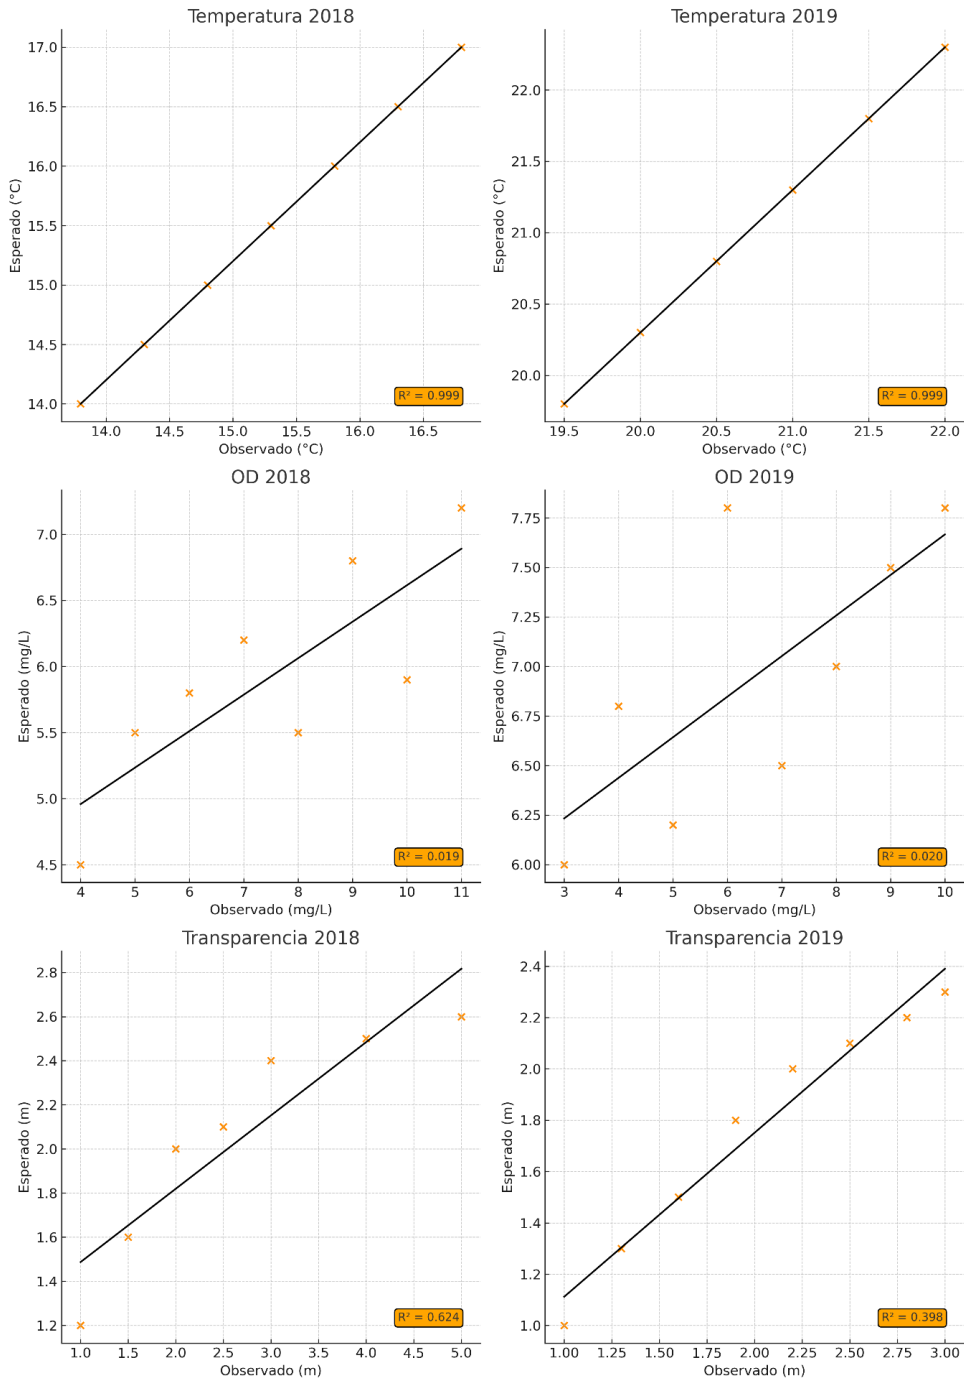 Temperatura 2018
Esperado (°C)
17.0
16.5
16.0
15.5
15.0
14.5
14.0
R² = 0.999
14.0 14.5 15.0 15.5 16.0 16.5
Observado (°C)
Temperatura 2019
Esperado (°C)
22.0
21.5
21.0
20.5
20.0
R² = 0.999
19.5 20.0 20.5 21.0 21.5 22.0
Observado (°C)
OD 2018
Esperado (mg/L)
7.0
6.5
6.0
5.5
5.0
4.5
R² = 0.019
4 5 6 7 8 9 10 11
Observado (mg/L)
OD 2019
Esperado (mg/L)
7.75
7.50
7.25
7.00
6.75
6.50
6.25
6.00
R² = 0.020
3 4 5 6 7 8 9 10
Observado (mg/L)
Transparencia 2018
Esperado (m)
2.8
2.6
2.4
2.2
2.0
1.8
1.6
1.4
1.2
R² = 0.624
1.0 1.5 2.0 2.5 3.0 3.5 4.0 4.5 5.0
Observado (m)
Transparencia 2019
Esperado (m)
2.4
2.2
2.0
1.8
1.6
1.4
1.2
1.0
R² = 0.398
1.00 1.25 1.50 1.75 2.00 2.25 2.50 2.75 3.00
Observado (m)